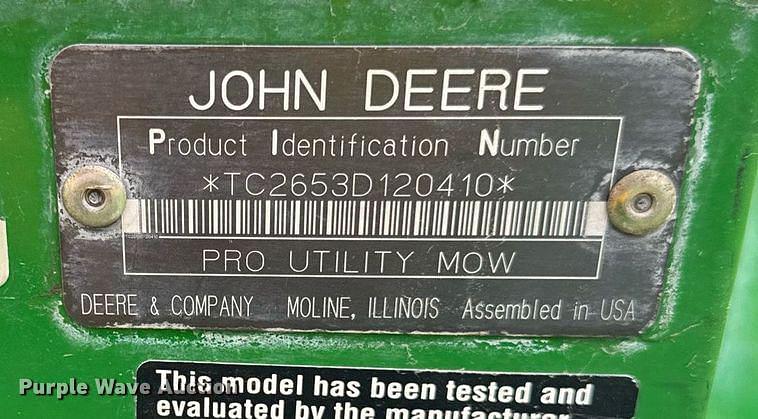 JOHN DEERE
Product Identification Number
*TC2653D120410*
PRO UTILITY MOW
DEERE & COMPANY MOLINE, ILLINOIS Assembled in USA
This model has been tested and
evaluated by the manufacturer
Purple Wave Auction